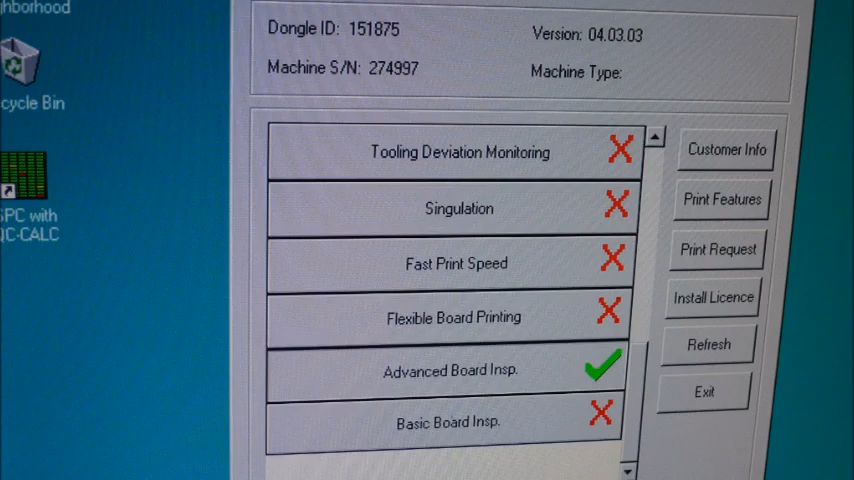 ghborhood
cycle Bin
SPC with
QC-CALC
Dongle ID: 151875
Version: 04.03.03
Machine S/N: 274997
Machine Type:
Tooling Deviation Monitoring
Singulation
Fast Print Speed
Flexible Board Printing
Advanced Board Insp.
Basic Board Insp.
Customer Info
Print Features
Print Request
Install Licence
Refresh
Exit